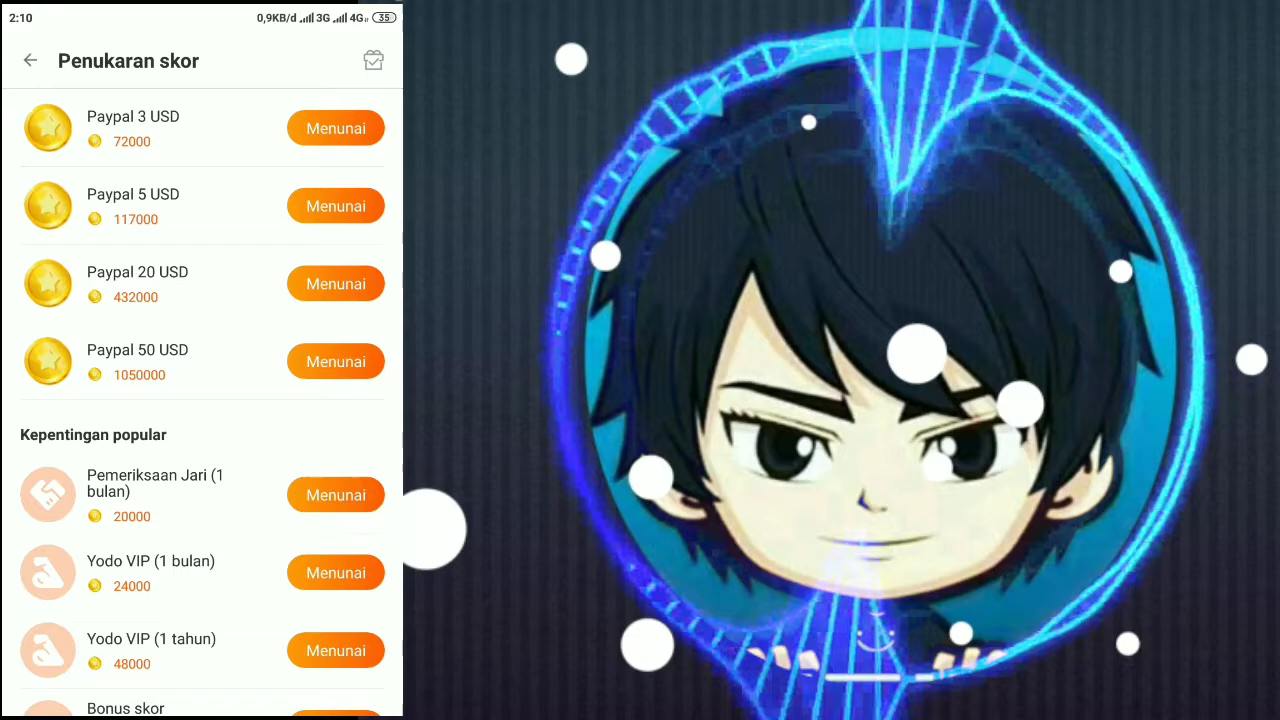 2:10
0,9KB/d 3G 4G 35
Penukaran skor
Paypal 3 USD
72000
Menunai
Paypal 5 USD
117000
Menunai
Paypal 20 USD
432000
Menunai
Paypal 50 USD
1050000
Menunai
Kepentingan popular
Pemeriksaan Jari (1
bulan)
20000
Menunai
Yodo VIP (1 bulan)
24000
Menunai
Yodo VIP (1 tahun)
48000
Menunai
Bonus skor